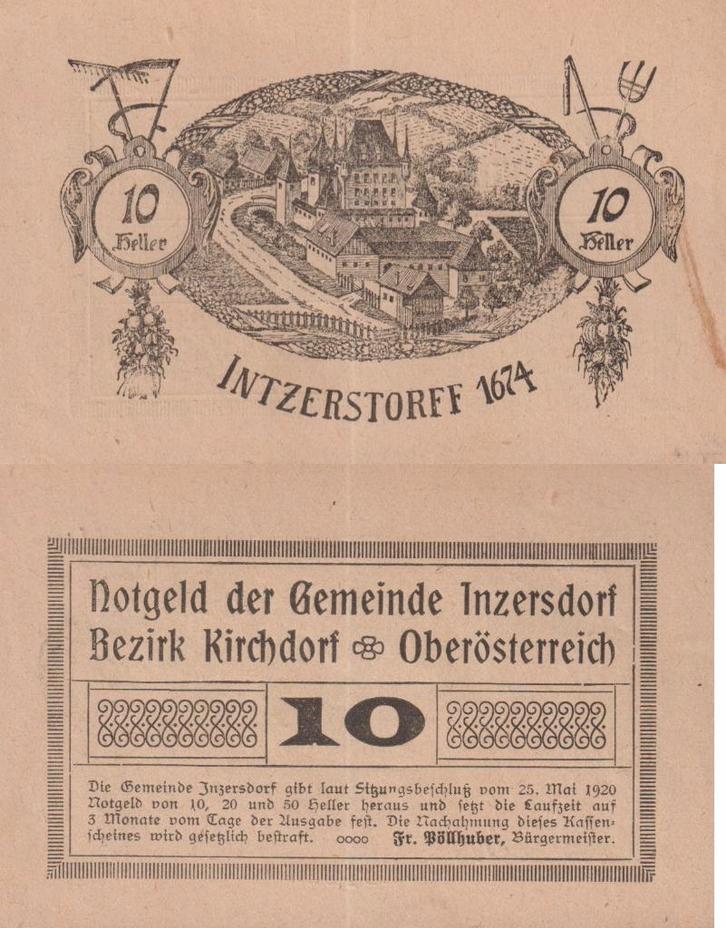 10
Heller
10
Heller
INTZERSTORFF 1674
Notgeld der Gemeinde Inzersdorf
Bezirk Kirchdorf Oberösterreich
10
Die Gemeinde Inzersdorf gibt laut Sitzungsbeschluß vom 25. Mai 1920
Notgeld von 10, 20 und 50 Heller heraus und setzt die Laufzeit auf
3 Monate vom Tage der Ausgabe fest. Die Nachahmung dieses Kassen-
scheines wird gesetzlich bestraft. oooo Fr. Pöllhuber, Bürgermeister.